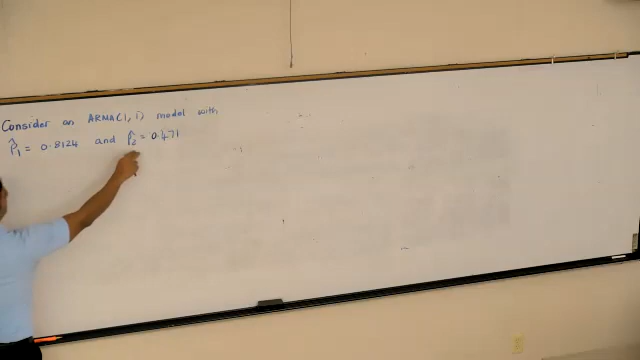 Consider an ARMA(1,1) model with
ρ̂₁ = 0.8124 and ρ̂₂ = 0.471